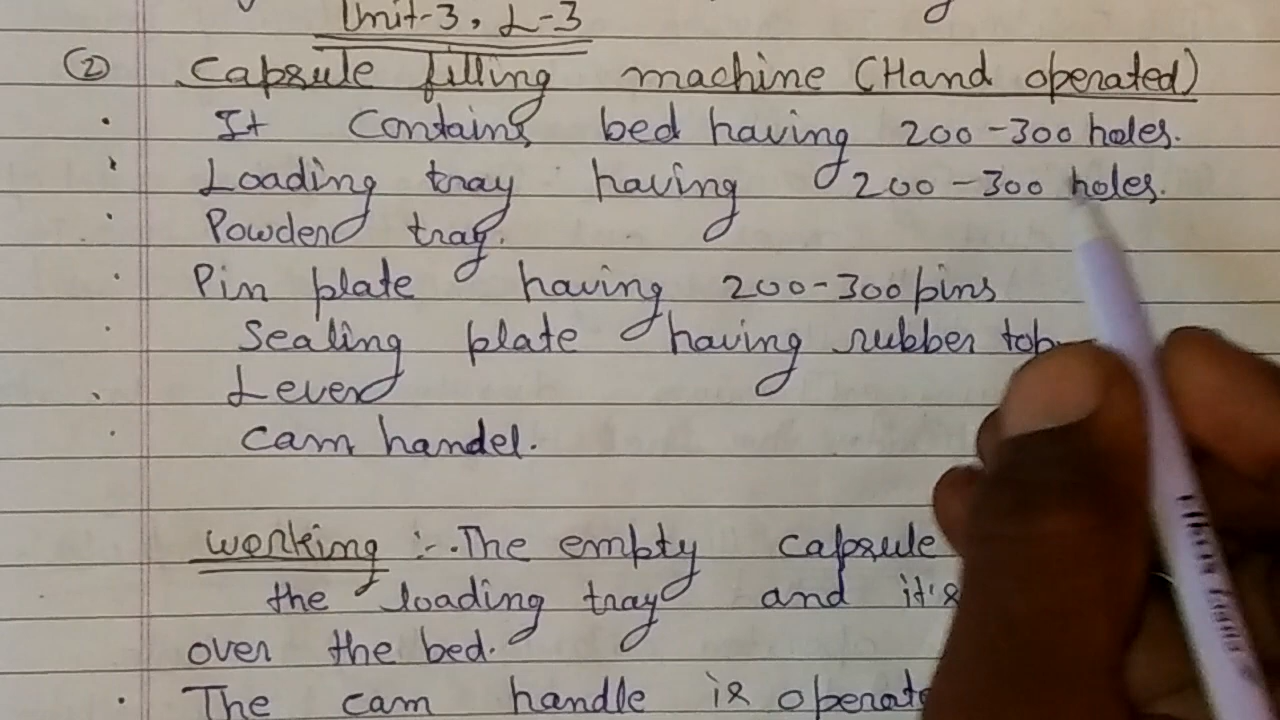 Unit-3, L-3
② Capsule filling machine (Hand operated)
· It contains bed having 200-300 holes.
· Loading tray having 200-300 holes.
· Powder tray.
· Pin plate having 200-300 pins
· Sealing plate having rubber top
· Lever
· Cam handel.
working :- · The empty capsule
the loading tray and it's
over the bed.
· The cam handle is operat